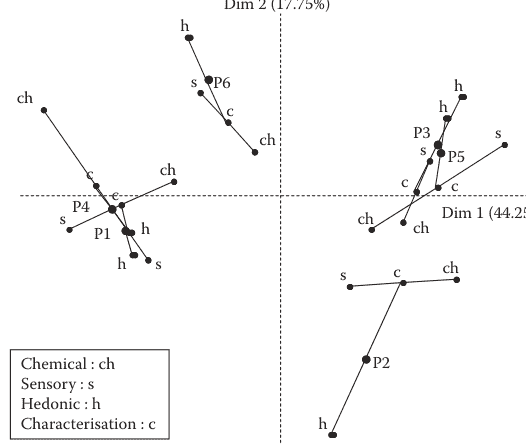 Dim 2 (17.75%)
h
s
P6
c
ch
ch
h
h
P3
s
s
P5
c
c
ch
c
c
P4
s
P1
h
h
s
Dim 1 (44.25
ch
ch
s
c
ch
P2
h
Chemical : ch
Sensory : s
Hedonic : h
Characterisation : c